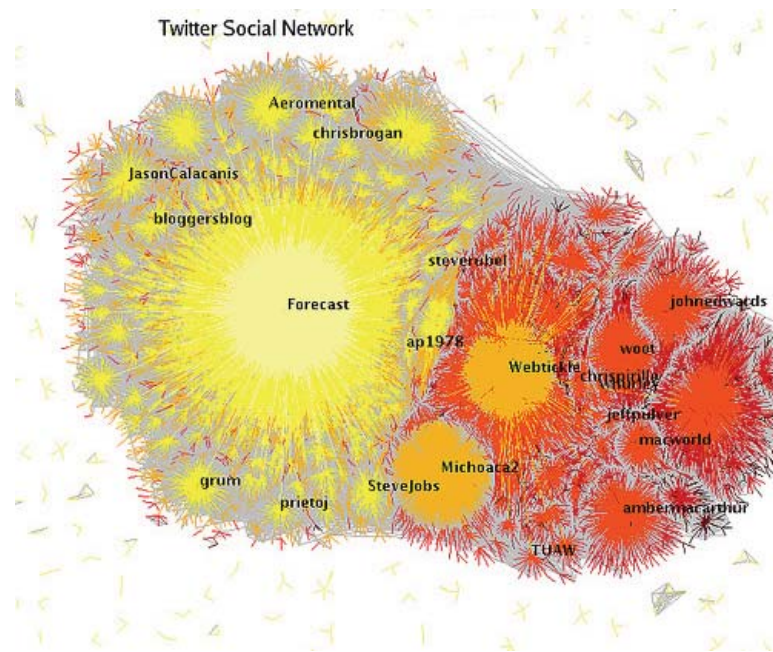 Twitter Social Network
Aeromental
chrisbrogan
JasonCalacanis
bloggersblog
steverubel
Forecast
johnedwards
ap1978
woot
Webtickle
chrispirillo
jeffpulver
macworld
Michoaca2
grum
SteveJobs
prietoj
ambermacarthur
TUAW